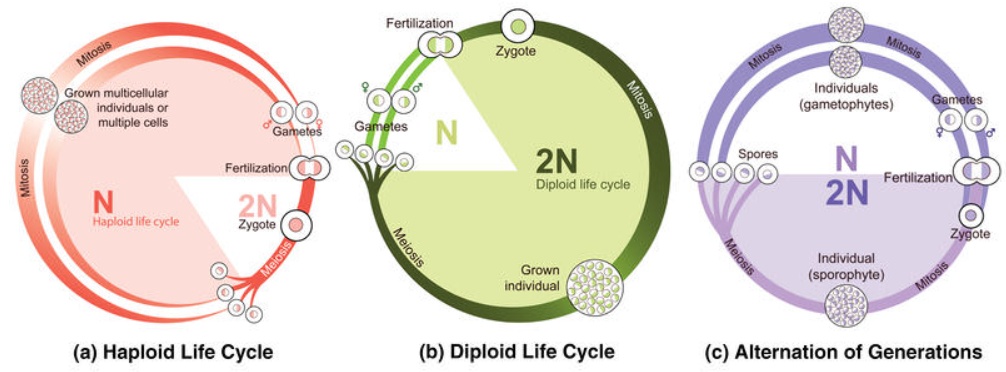 Mitosis
Grown multicellular
individuals or
multiple cells
♂
♀
Gametes
Fertilization
N
Haploid life cycle
2N
Zygote
Mitosis
Meiosis
(a) Haploid Life Cycle
Fertilization
Zygote
Mitosis
♀
♂
Gametes
N
2N
Diploid life cycle
Meiosis
Grown
individual
(b) Diploid Life Cycle
Mitosis
Mitosis
Individuals
(gametophytes)
Gametes
♀
♂
Spores
N
2N
Fertilization
Zygote
Meiosis
Individual
(sporophyte)
Mitosis
(c) Alternation of Generations